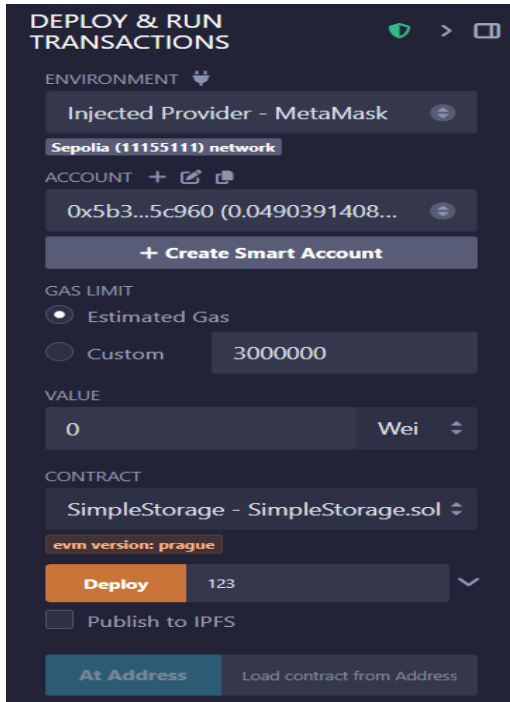 DEPLOY & RUN
TRANSACTIONS
ENVIRONMENT
Injected Provider - MetaMask
Sepolia (11155111) network
ACCOUNT
0x5b3...5c960 (0.0490391408...
+ Create Smart Account
GAS LIMIT
Estimated Gas
Custom 3000000
VALUE
0 Wei
CONTRACT
SimpleStorage - SimpleStorage.sol
evm version: prague
Deploy 123
Publish to IPFS
At Address Load contract from Address